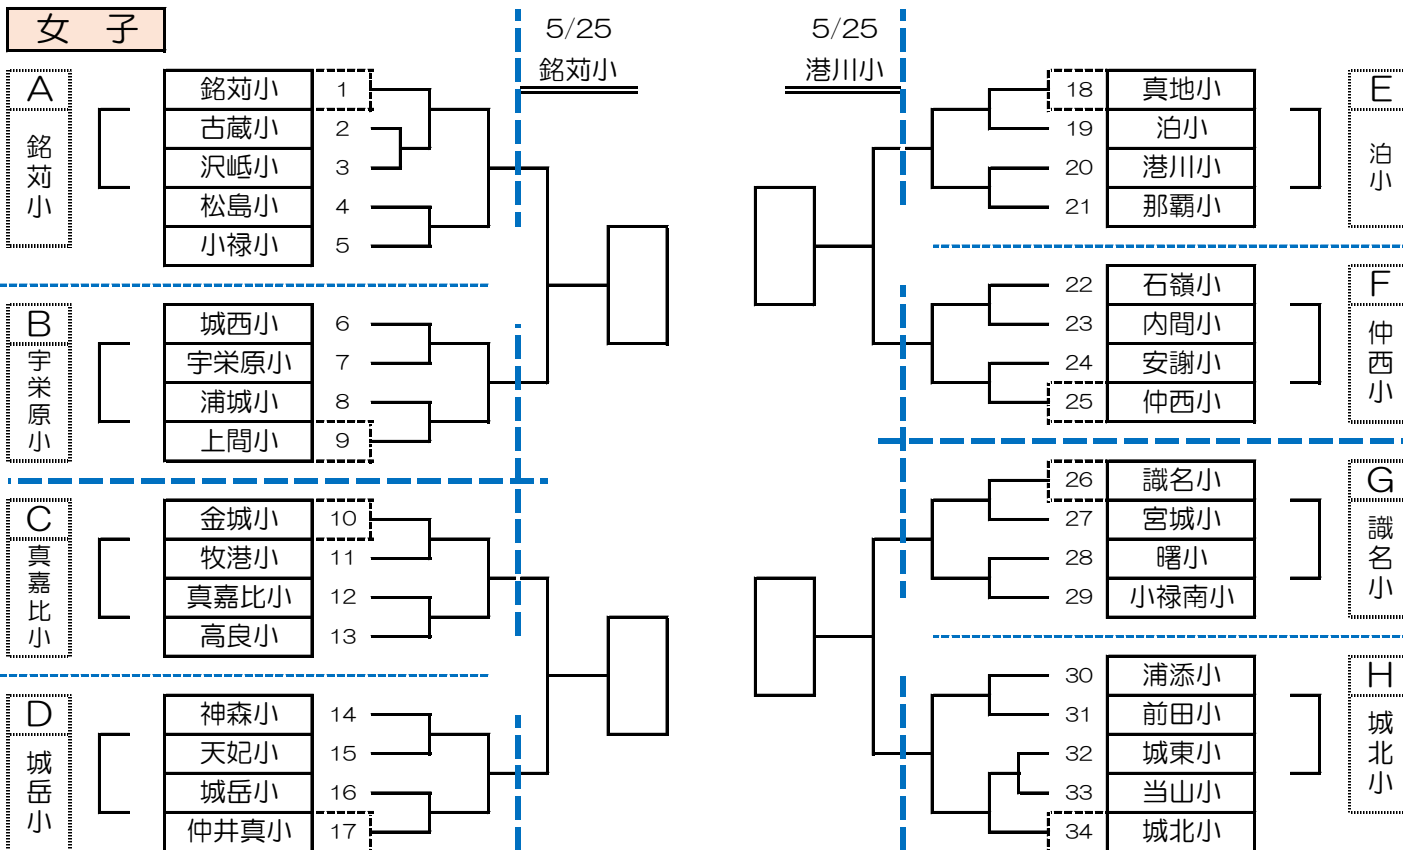 女 子
5/25
銘苅小
5/25
港川小
A
銘苅小
銘苅小 1
古蔵小 2
沢岻小 3
松島小 4
小禄小 5
B
宇栄原小
城西小 6
宇栄原小 7
浦城小 8
上間小 9
C
真嘉比小
金城小 10
牧港小 11
真嘉比小 12
高良小 13
D
城岳小
神森小 14
天妃小 15
城岳小 16
仲井真小 17
E
泊小
18 真地小
19 泊小
20 港川小
21 那覇小
F
仲西小
22 石嶺小
23 内間小
24 安謝小
25 仲西小
G
識名小
26 識名小
27 宮城小
28 曙小
29 小禄南小
H
城北小
30 浦添小
31 前田小
32 城東小
33 当山小
34 城北小